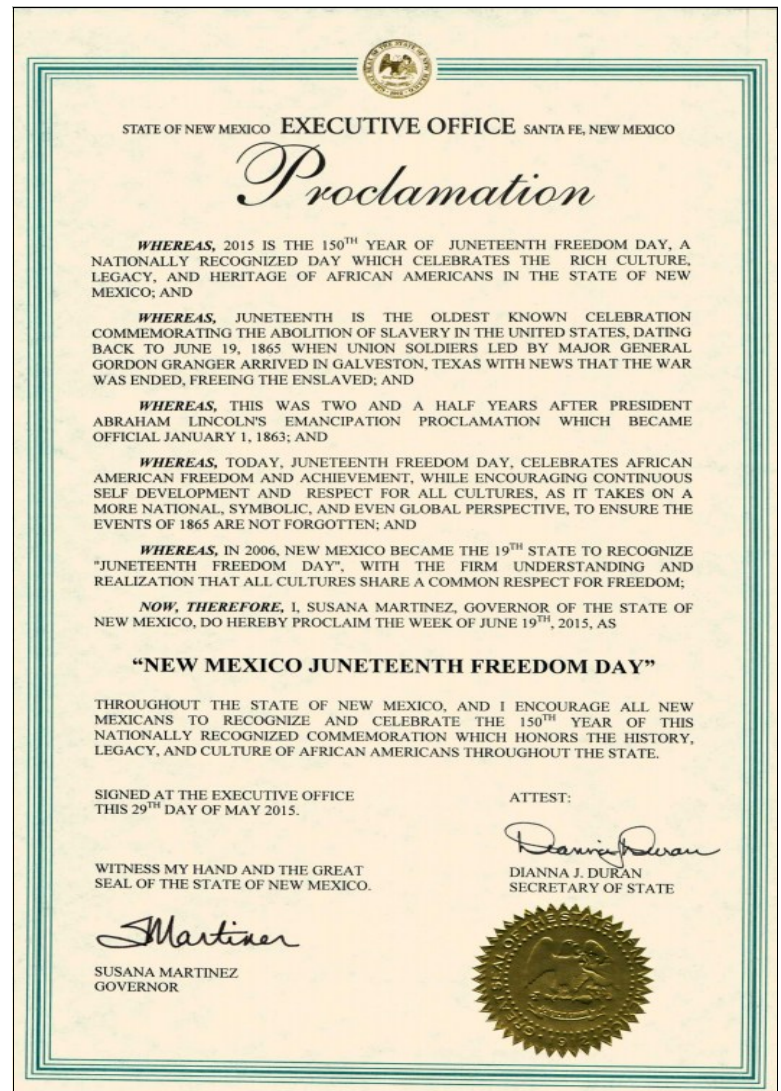 STATE OF NEW MEXICO EXECUTIVE OFFICE SANTA FE, NEW MEXICO
Proclamation
WHEREAS, 2015 IS THE 150TH YEAR OF JUNETEENTH FREEDOM DAY, A
NATIONALLY RECOGNIZED DAY WHICH CELEBRATES THE RICH CULTURE,
LEGACY, AND HERITAGE OF AFRICAN AMERICANS IN THE STATE OF NEW
MEXICO; AND
WHEREAS, JUNETEENTH IS THE OLDEST KNOWN CELEBRATION
COMMEMORATING THE ABOLITION OF SLAVERY IN THE UNITED STATES, DATING
BACK TO JUNE 19, 1865 WHEN UNION SOLDIERS LED BY MAJOR GENERAL
GORDON GRANGER ARRIVED IN GALVESTON, TEXAS WITH NEWS THAT THE WAR
WAS ENDED, FREEING THE ENSLAVED; AND
WHEREAS, THIS WAS TWO AND A HALF YEARS AFTER PRESIDENT
ABRAHAM LINCOLN'S EMANCIPATION PROCLAMATION WHICH BECAME
OFFICIAL JANUARY 1, 1863; AND
WHEREAS, TODAY, JUNETEENTH FREEDOM DAY, CELEBRATES AFRICAN
AMERICAN FREEDOM AND ACHIEVEMENT, WHILE ENCOURAGING CONTINUOUS
SELF DEVELOPMENT AND RESPECT FOR ALL CULTURES, AS IT TAKES ON A
MORE NATIONAL, SYMBOLIC, AND EVEN GLOBAL PERSPECTIVE, TO ENSURE THE
EVENTS OF 1865 ARE NOT FORGOTTEN; AND
WHEREAS, IN 2006, NEW MEXICO BECAME THE 19TH STATE TO RECOGNIZE
"JUNETEENTH FREEDOM DAY", WITH THE FIRM UNDERSTANDING AND
REALIZATION THAT ALL CULTURES SHARE A COMMON RESPECT FOR FREEDOM;
NOW, THEREFORE, I, SUSANA MARTINEZ, GOVERNOR OF THE STATE OF
NEW MEXICO, DO HEREBY PROCLAIM THE WEEK OF JUNE 19TH, 2015, AS
“NEW MEXICO JUNETEENTH FREEDOM DAY”
THROUGHOUT THE STATE OF NEW MEXICO, AND I ENCOURAGE ALL NEW
MEXICANS TO RECOGNIZE AND CELEBRATE THE 150TH YEAR OF THIS
NATIONALLY RECOGNIZED COMMEMORATION WHICH HONORS THE HISTORY,
LEGACY, AND CULTURE OF AFRICAN AMERICANS THROUGHOUT THE STATE.
SIGNED AT THE EXECUTIVE OFFICE
THIS 29TH DAY OF MAY 2015.
WITNESS MY HAND AND THE GREAT
SEAL OF THE STATE OF NEW MEXICO.
SMartinez
SUSANA MARTINEZ
GOVERNOR
ATTEST:
Dianna J Duran
DIANNA J. DURAN
SECRETARY OF STATE